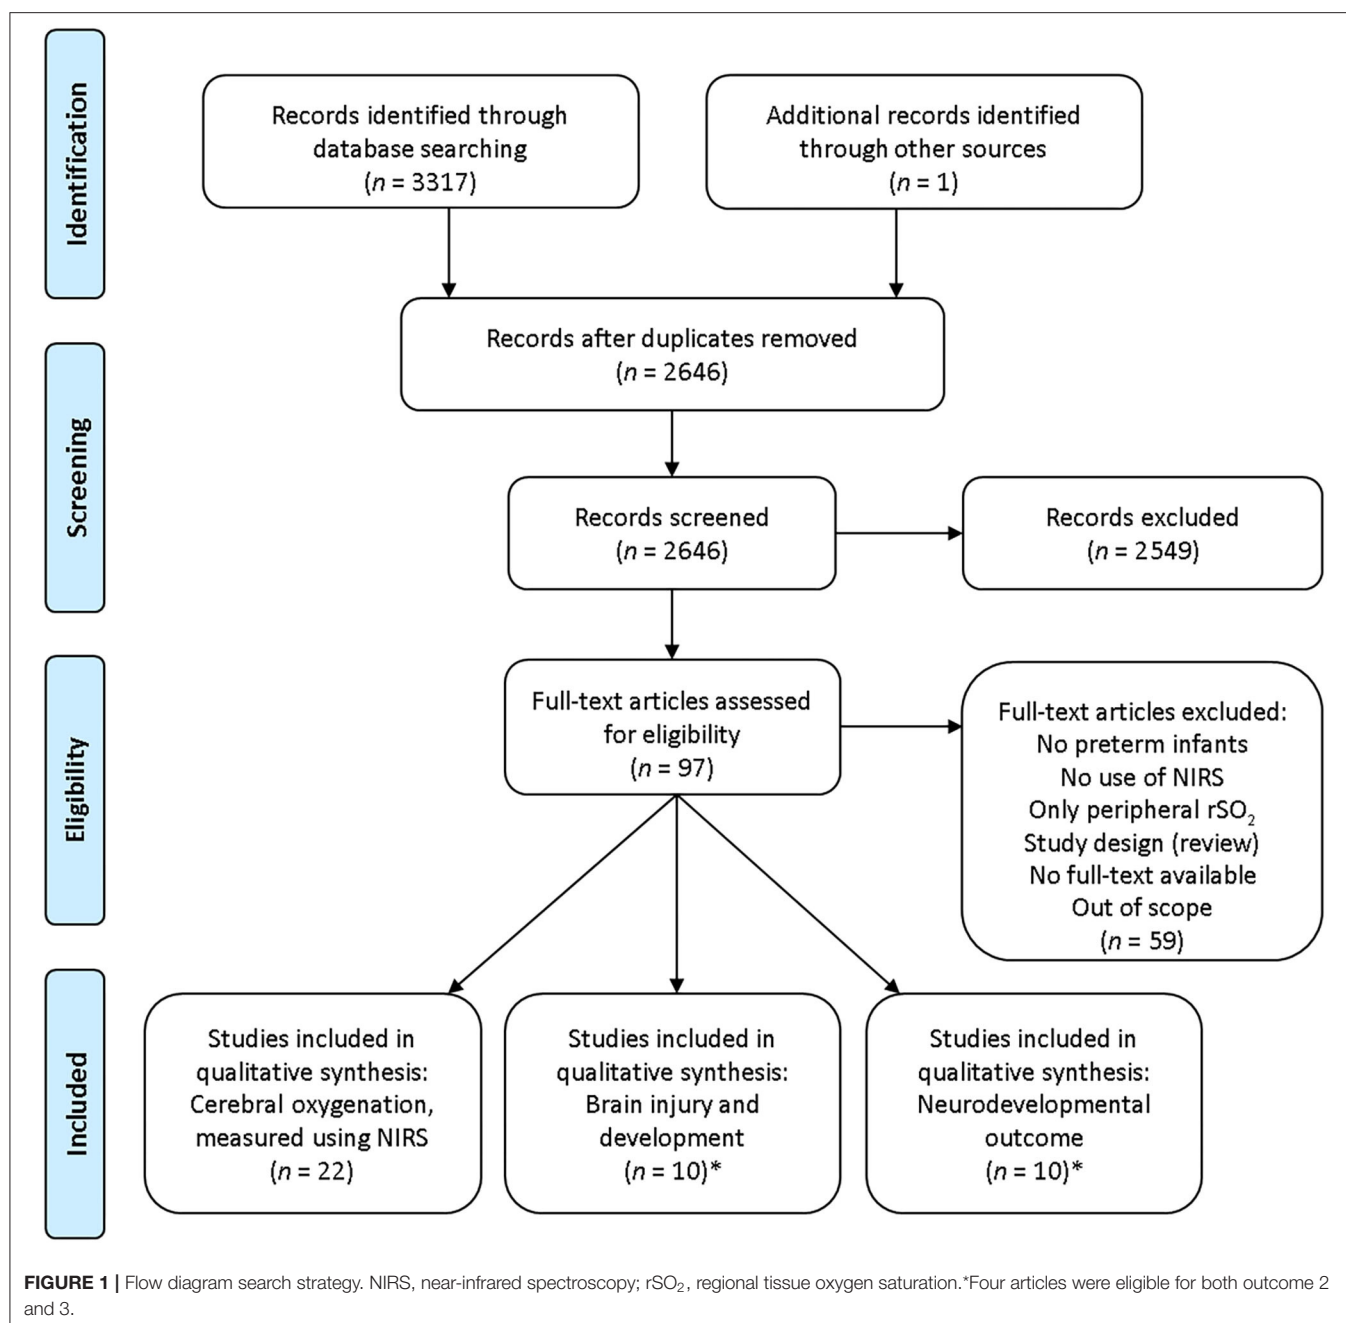 Identification
Records identified through
database searching
(n = 3317)
Additional records identified
through other sources
(n = 1)
Records after duplicates removed
(n = 2646)
Screening
Records screened
(n = 2646)
Records excluded
(n = 2549)
Eligibility
Full-text articles assessed
for eligibility
(n = 97)
Full-text articles excluded:
No preterm infants
No use of NIRS
Only peripheral rSO₂
Study design (review)
No full-text available
Out of scope
(n = 59)
Included
Studies included in
qualitative synthesis:
Cerebral oxygenation,
measured using NIRS
(n = 22)
Studies included in
qualitative synthesis:
Brain injury and
development
(n = 10)*
Studies included in
qualitative synthesis:
Neurodevelopmental
outcome
(n = 10)*
FIGURE 1 | Flow diagram search strategy. NIRS, near-infrared spectroscopy; rSO₂, regional tissue oxygen saturation.*Four articles were eligible for both outcome 2
and 3.